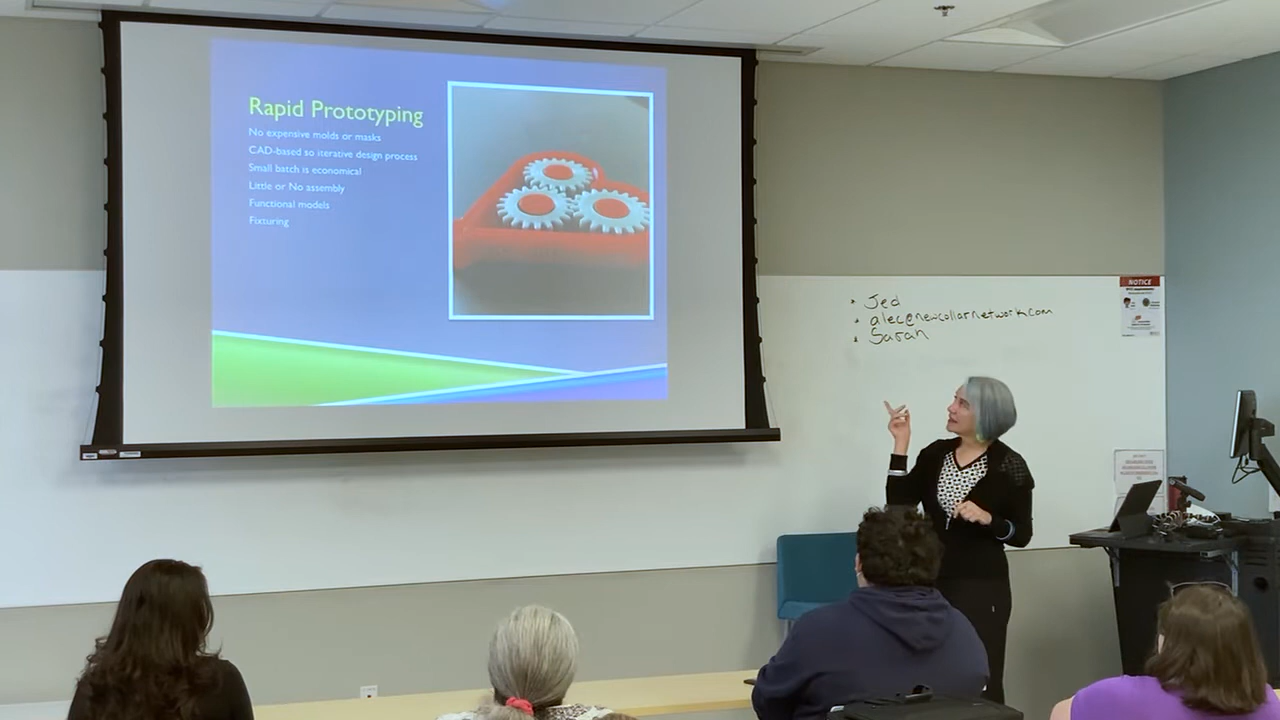 Rapid Prototyping
No expensive molds or masks
CAD-based so iterative design process
Small batch is economical
Little or No assembly
Functional models
Fixturing
• Jed
• alec@newcollarnetwork.com
• Sarah
NOTICE